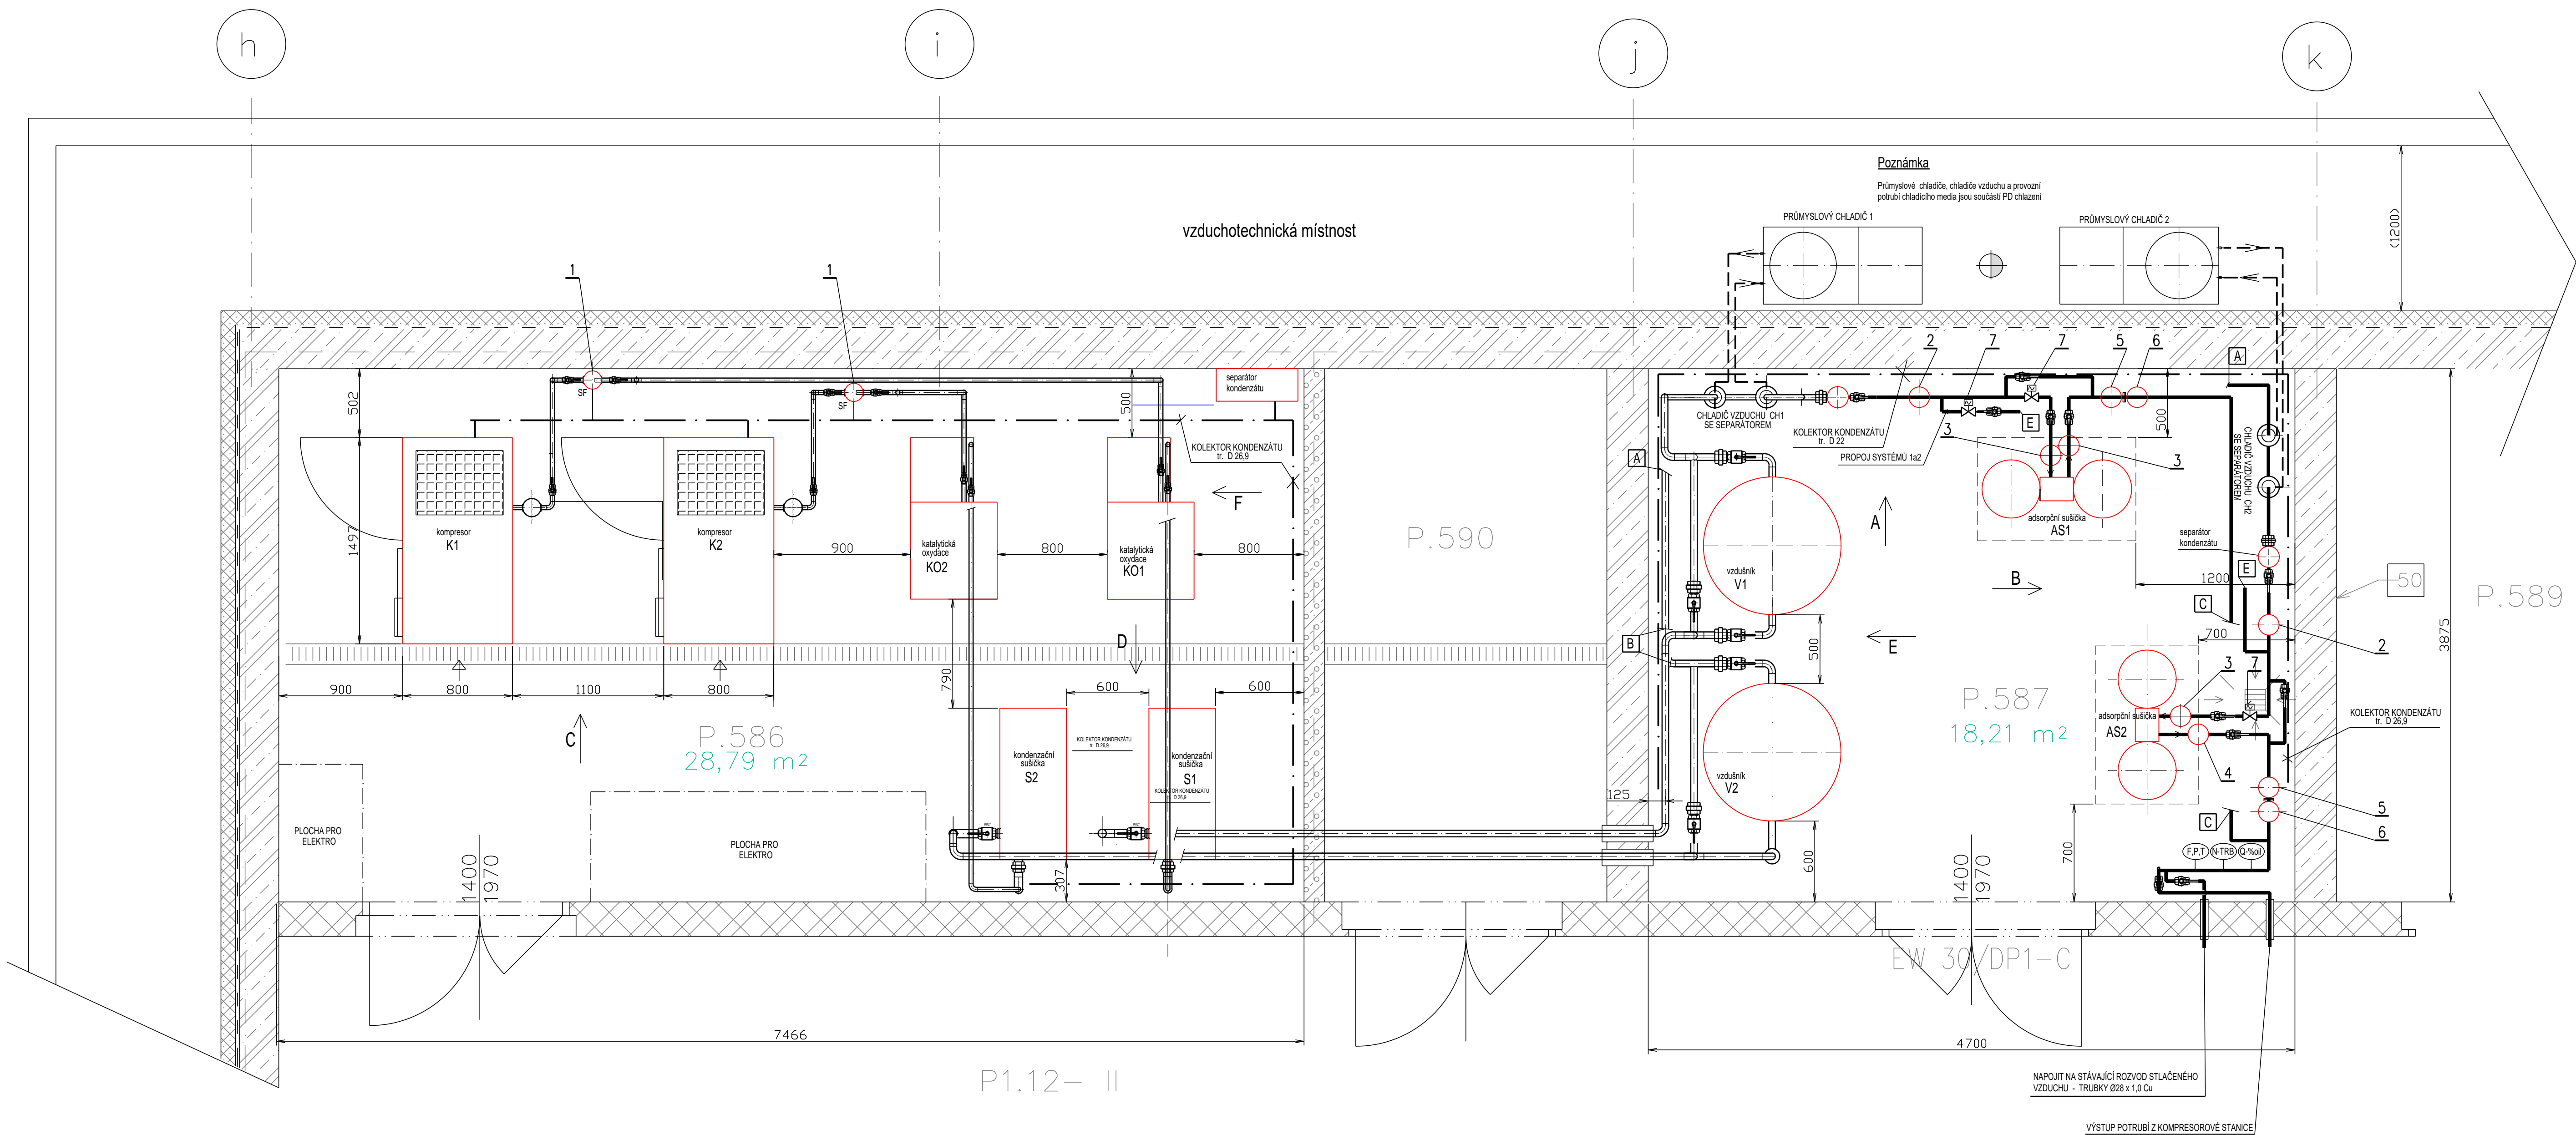 h
i
j
k
Poznámka
Průmyslové chladiče, chladiče vzduchu a provozní
potrubí chladícího media jsou součástí PD chlazení
PRŮMYSLOVÝ CHLADIČ 1
PRŮMYSLOVÝ CHLADIČ 2
(1200)
vzduchotechnická místnost
1
1
SF
SF
502
1497
500
separátor
kondenzátu
KOLEKTOR KONDENZÁTU
tr. D 26,9
F
kompresor
K1
kompresor
K2
900
katalytická
oxydace
KO2
800
katalytická
oxydace
KO1
800
D
790
900
800
1100
800
600
600
C
P.586
28,79 m2
kondenzační
sušička
S2
KOLEKTOR KONDENZÁTU
tr. D 26,9
kondenzační
sušička
S1
KOLEKTOR KONDENZÁTU
tr. D 26,9
PLOCHA PRO
ELEKTRO
PLOCHA PRO
ELEKTRO
1400
1970
307
7466
P1.12- II
P.590
2
7
7
5
6
A
CHLADIČ VZDUCHU CH1
SE SEPARÁTOREM
KOLEKTOR KONDENZÁTU
tr. D 22
PROPOJ SYSTÉMŮ 1a2
E
3
3
500
CHLADIČ VZDUCHU CH2
SE SEPARÁTOREM
A
A
adsorpční sušička
AS1
separátor
kondenzátu
vzdušník
V1
B
1200
E
C
50
P.589
B
E
500
700
2
3875
3
7
P.587
18,21 m2
adsorpční sušička
AS2
KOLEKTOR KONDENZÁTU
tr. D 26,9
4
vzdušník
V2
125
5
C
6
600
700
1400
1970
F,P,T
N-TRB
Q-%oil
EW 30/DP1-C
4700
NAPOJIT NA STÁVAJÍCÍ ROZVOD STLAČENÉHO
VZDUCHU - TRUBKY Ø28 x 1,0 Cu
VÝSTUP POTRUBÍ Z KOMPRESOROVÉ STANICE